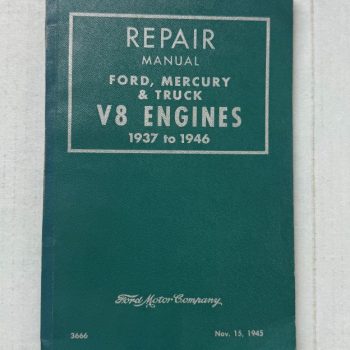 REPAIR
MANUAL
FORD, MERCURY
& TRUCK
V8 ENGINES
1937 to 1946
Ford Motor Company
3666 Nov. 15, 1945